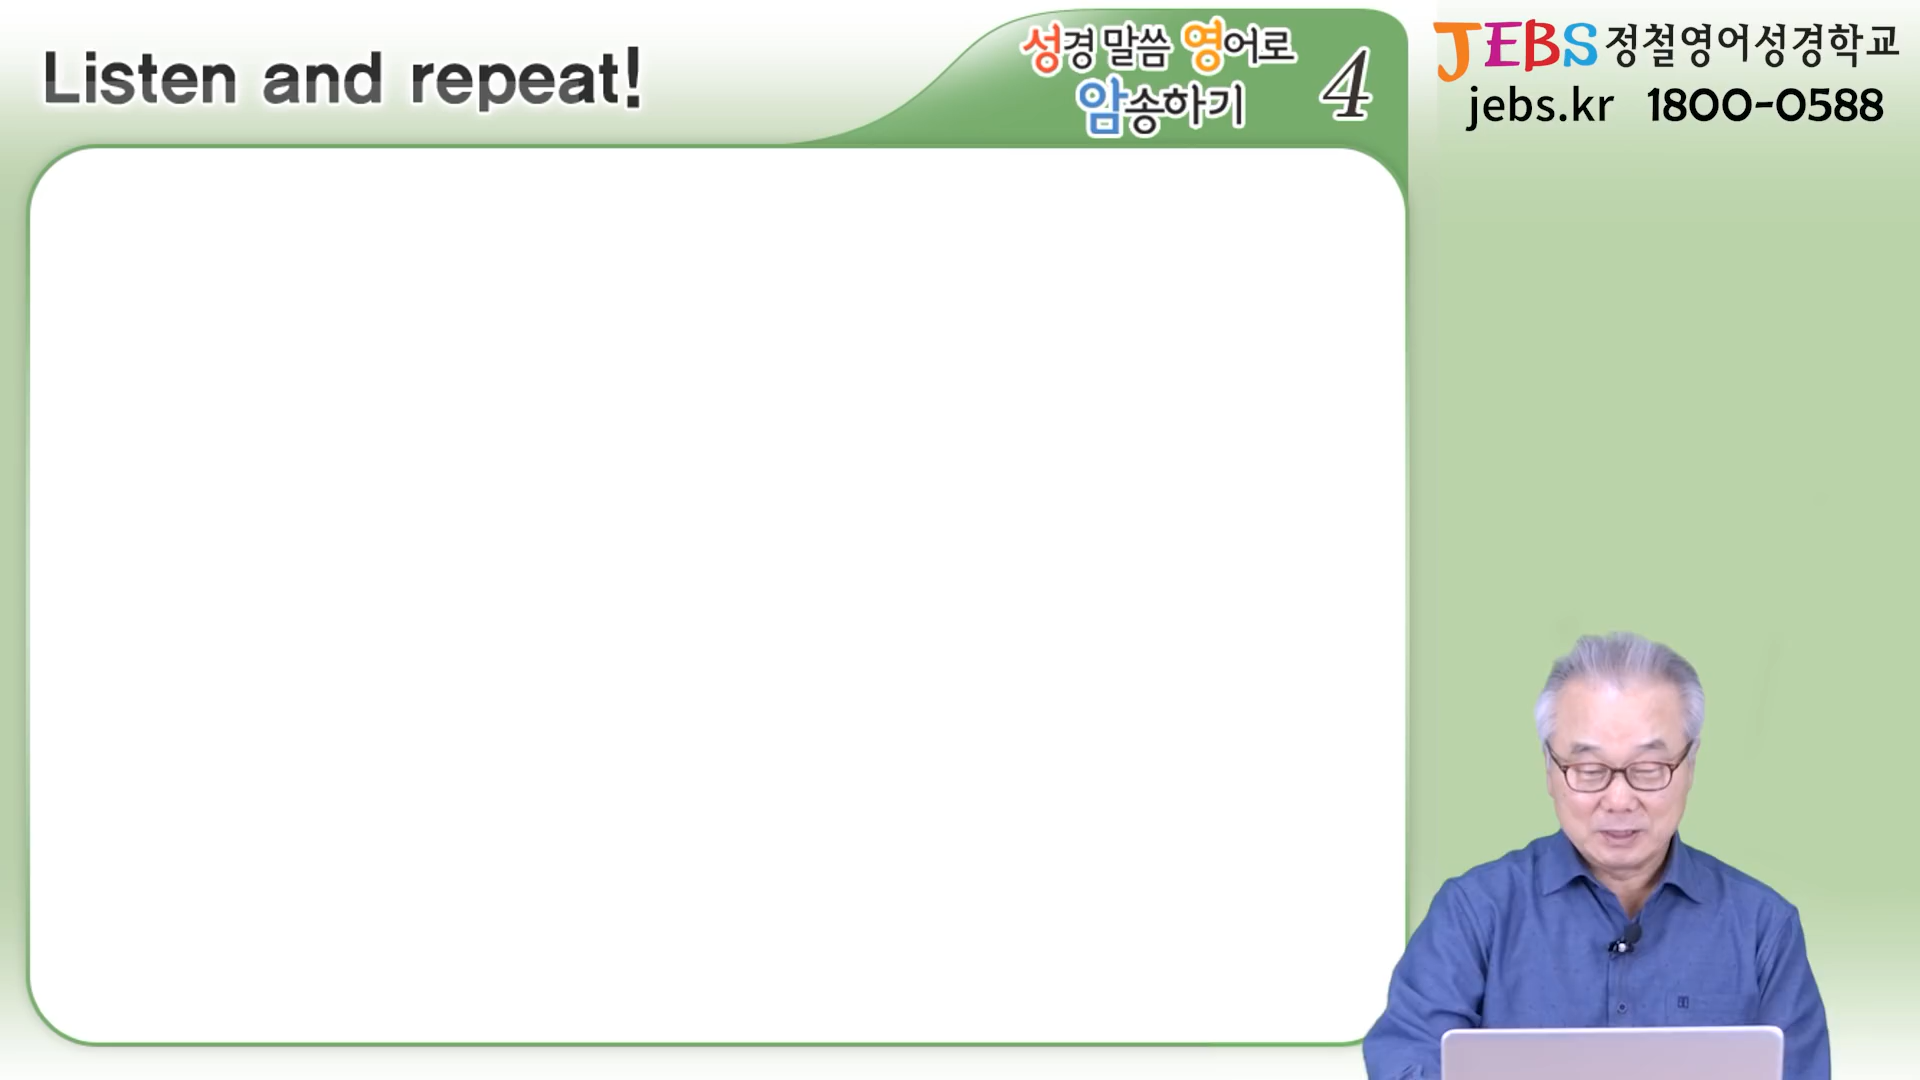 Listen and repeat!
성경 말씀 영어로
암송하기
4
JEBS 정철영어성경학교
jebs.kr 1800-0588